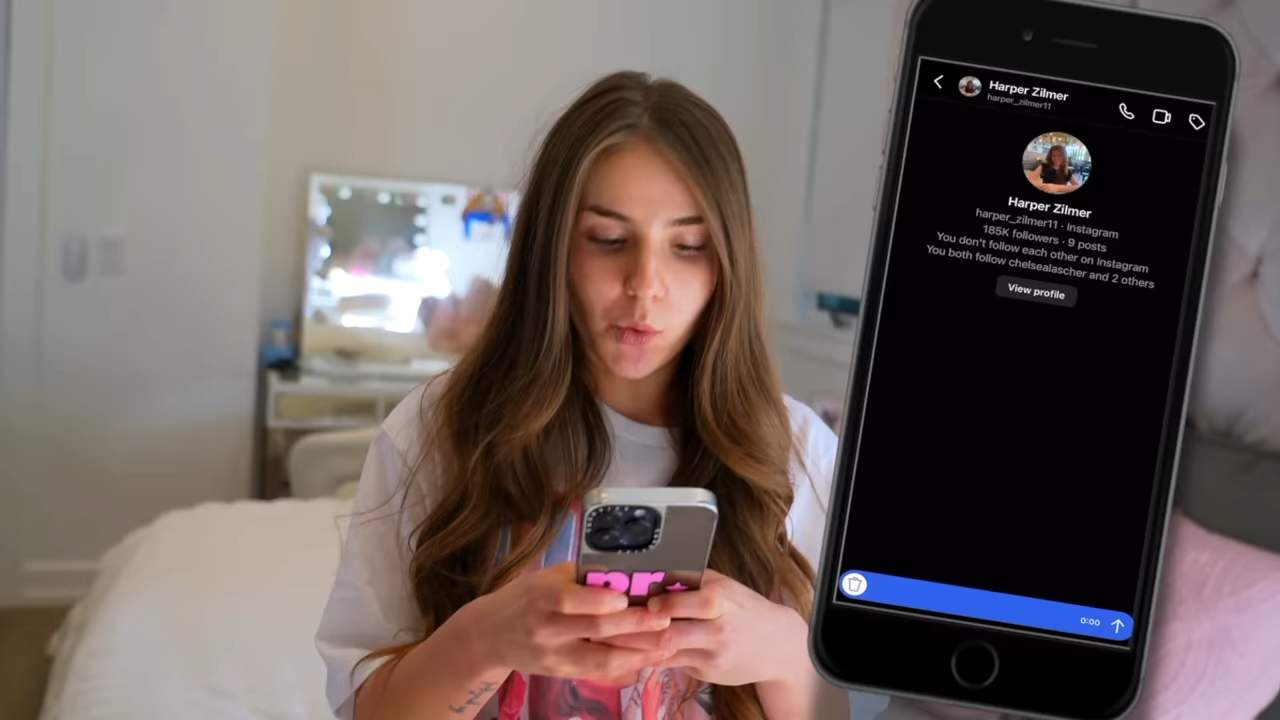 Harper Zilmer
harper_zilmer11
Harper Zilmer
harper_zilmer11 · Instagram
185K followers · 9 posts
You don't follow each other on Instagram
You both follow chelsealascher and 2 others
View profile
0:00
pr